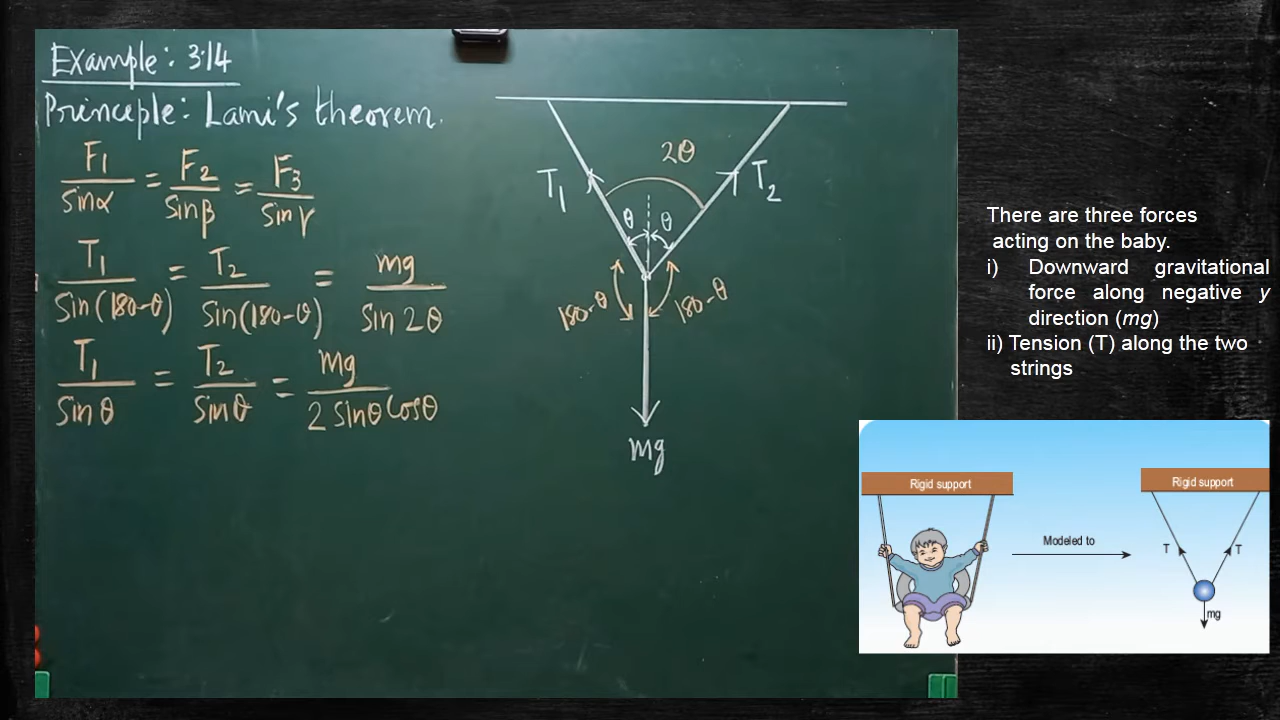 Example: 3.14
Principle: Lami's theorem.
F1/sinα = F2/sinβ = F3/sinγ
T1/sin(180-θ) = T2/sin(180-θ) = mg/sin2θ
T1/sinθ = T2/sinθ = mg/2 sinθ cosθ
2θ
T1
T2
θ θ
180-θ
180-θ
mg
There are three forces
acting on the baby.
i) Downward gravitational
force along negative y
direction (mg)
ii) Tension (T) along the two
strings
Rigid support
Rigid support
Modeled to
T
T
mg